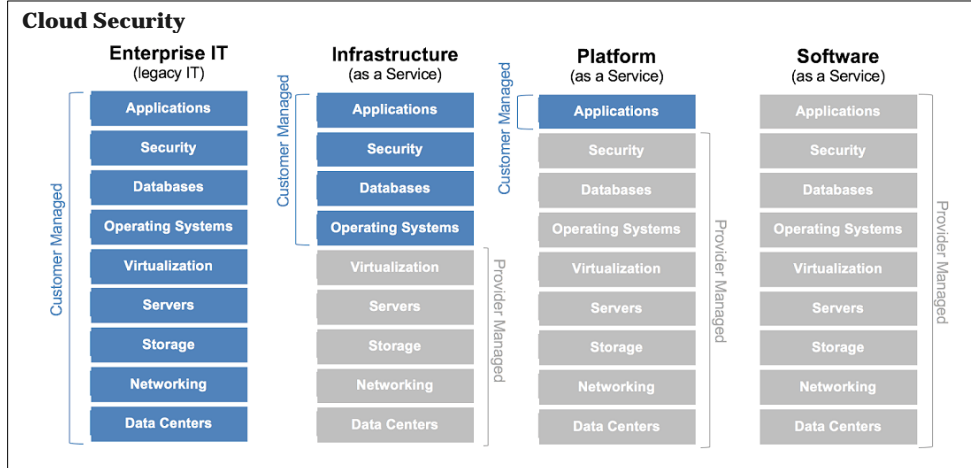 Cloud Security
Enterprise IT
(legacy IT)
Customer Managed
Applications
Security
Databases
Operating Systems
Virtualization
Servers
Storage
Networking
Data Centers
Infrastructure
(as a Service)
Customer Managed
Applications
Security
Databases
Operating Systems
Virtualization
Servers
Storage
Networking
Data Centers
Provider Managed
Platform
(as a Service)
Customer Managed
Applications
Security
Databases
Operating Systems
Virtualization
Servers
Storage
Networking
Data Centers
Provider Managed
Software
(as a Service)
Applications
Security
Databases
Operating Systems
Virtualization
Servers
Storage
Networking
Data Centers
Provider Managed